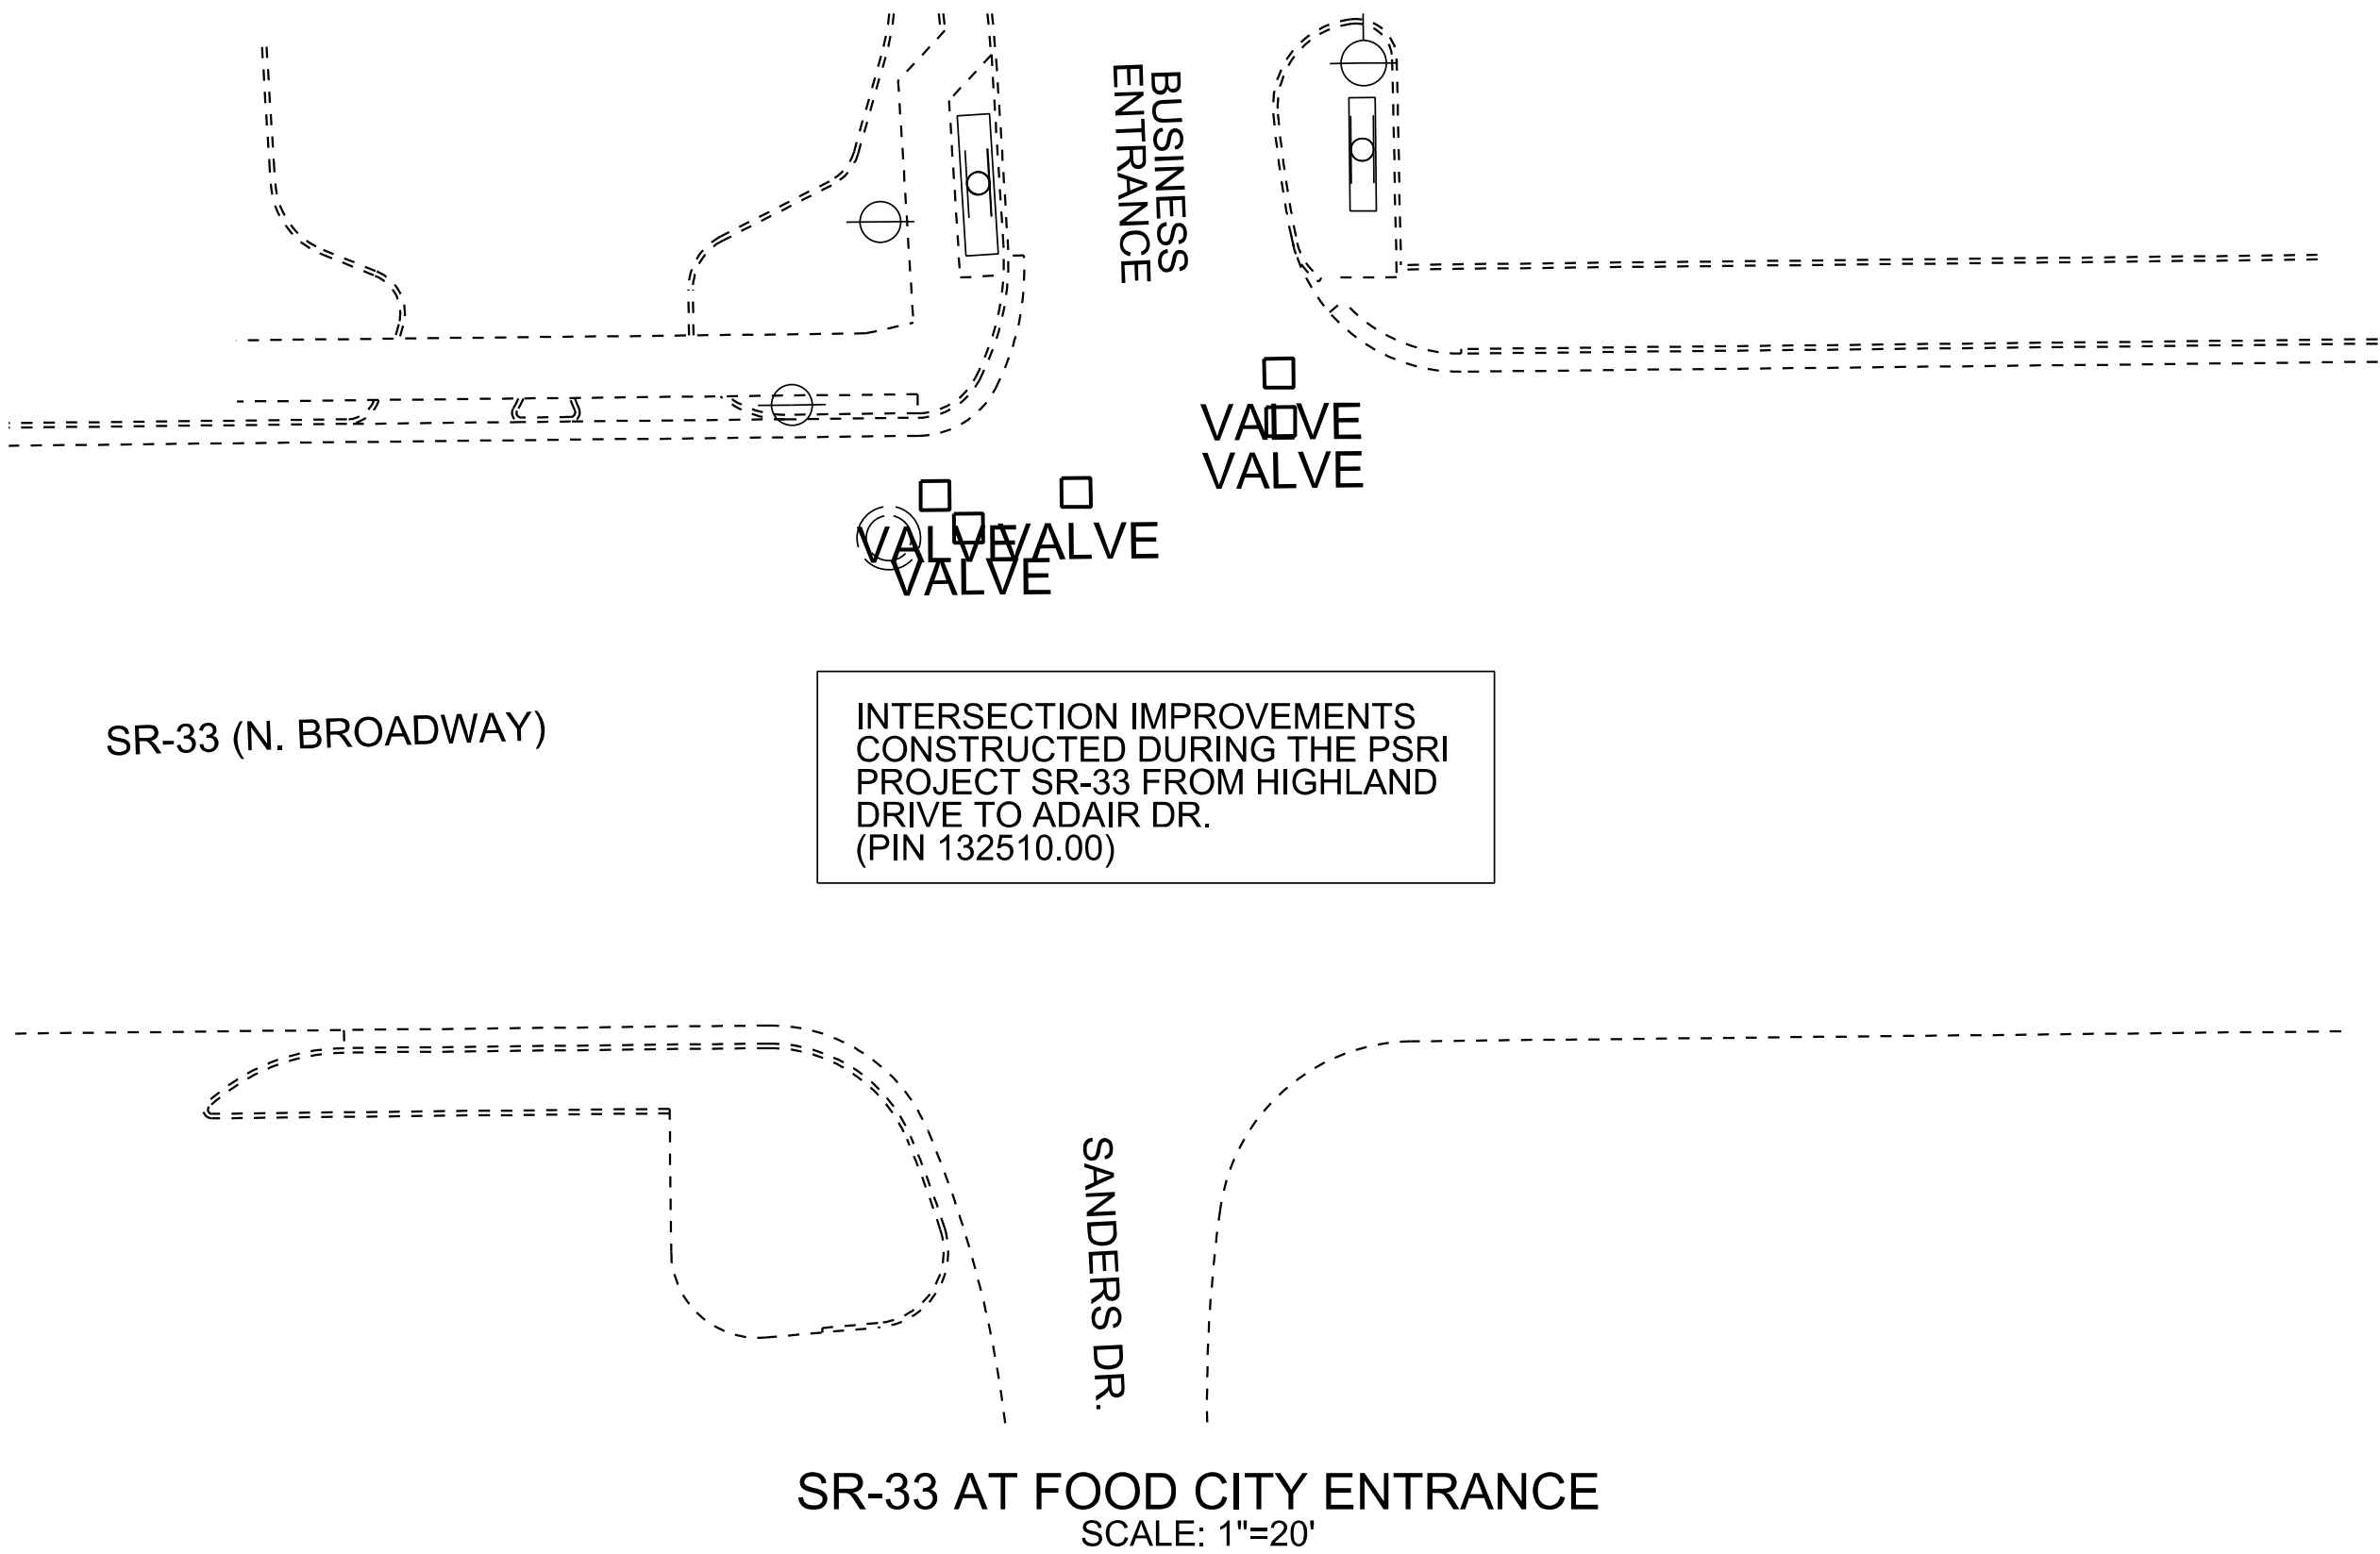 BUSINESS
ENTRANCE
VALVE
VALVE
VALVE
VALVE
VALVE
SR-33 (N. BROADWAY)
INTERSECTION IMPROVEMENTS
CONSTRUCTED DURING THE PSRI
PROJECT SR-33 FROM HIGHLAND
DRIVE TO ADAIR DR.
(PIN 132510.00)
SANDERS DR.
SR-33 AT FOOD CITY ENTRANCE
SCALE: 1"=20'